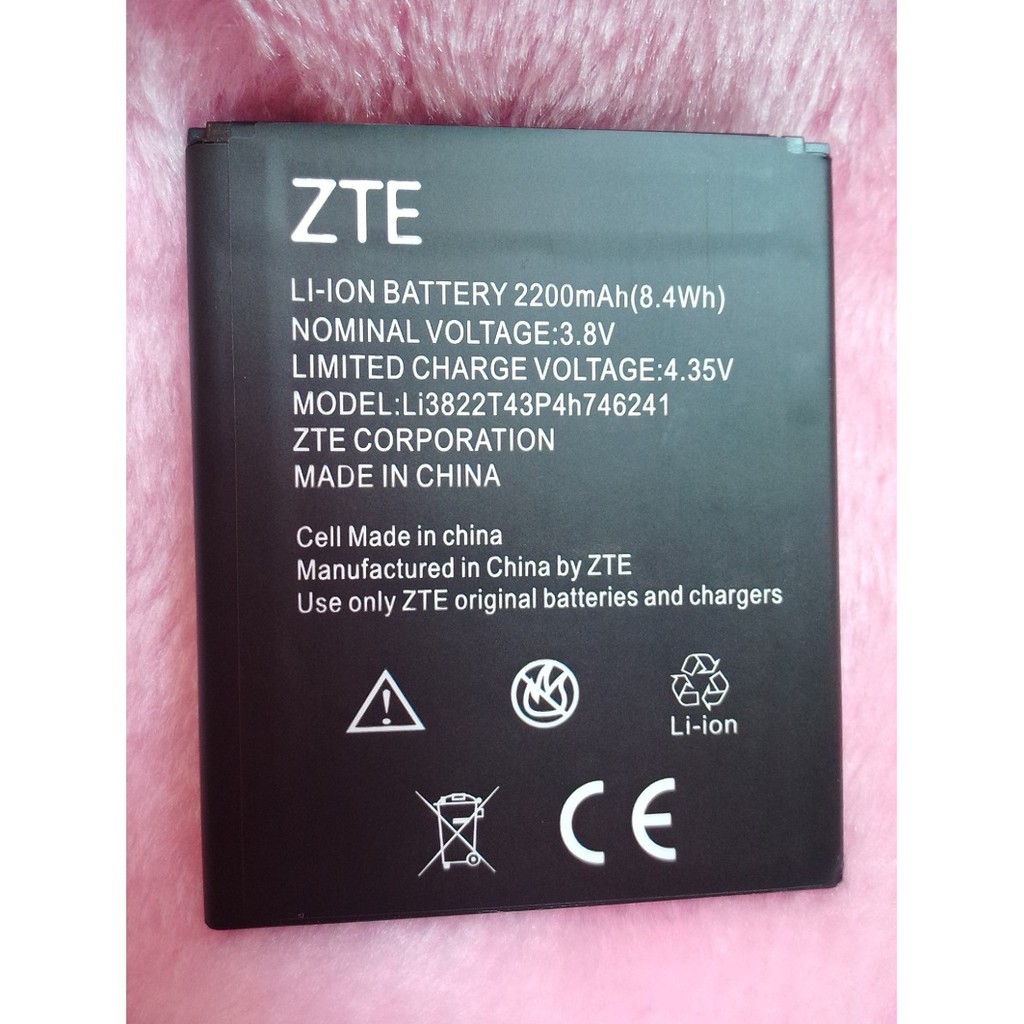 ZTE
LI-ION BATTERY 2200mAh(8.4Wh)
NOMINAL VOLTAGE:3.8V
LIMITED CHARGE VOLTAGE:4.35V
MODEL:Li3822T43P4h746241
ZTE CORPORATION
MADE IN CHINA
Cell Made in china
Manufactured in China by ZTE
Use only ZTE original batteries and chargers
Li-ion
CE